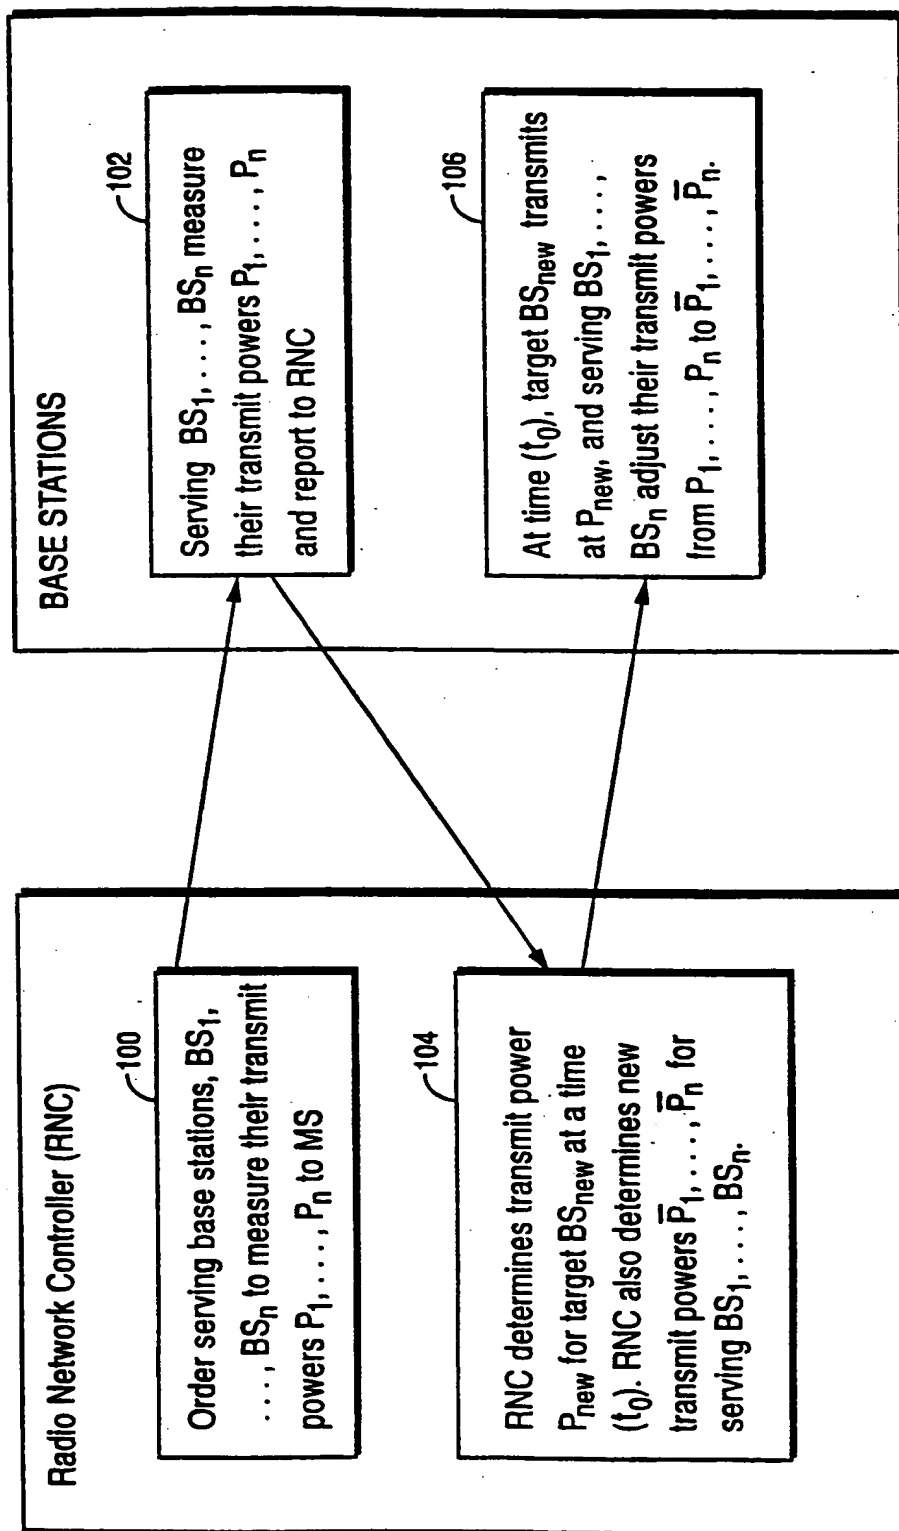 Radio Network Controller (RNC)
100
Order serving base stations, BS₁,
. . . , BSₙ to measure their transmit
powers P₁, . . . , Pₙ to MS
104
RNC determines transmit power
Pnew for target BSnew at a time
(t₀). RNC also determines new
transmit powers P̅₁, . . . , P̅ₙ for
serving BS₁, . . . , BSₙ.
BASE STATIONS
102
Serving BS₁, . . . , BSₙ measure
their transmit powers P₁, . . . , Pₙ
and report to RNC
106
At time (t₀), target BSnew transmits
at Pnew, and serving BS₁, . . . ,
BSₙ adjust their transmit powers
from P₁, . . . , Pₙ to P̅₁, . . . , P̅ₙ.